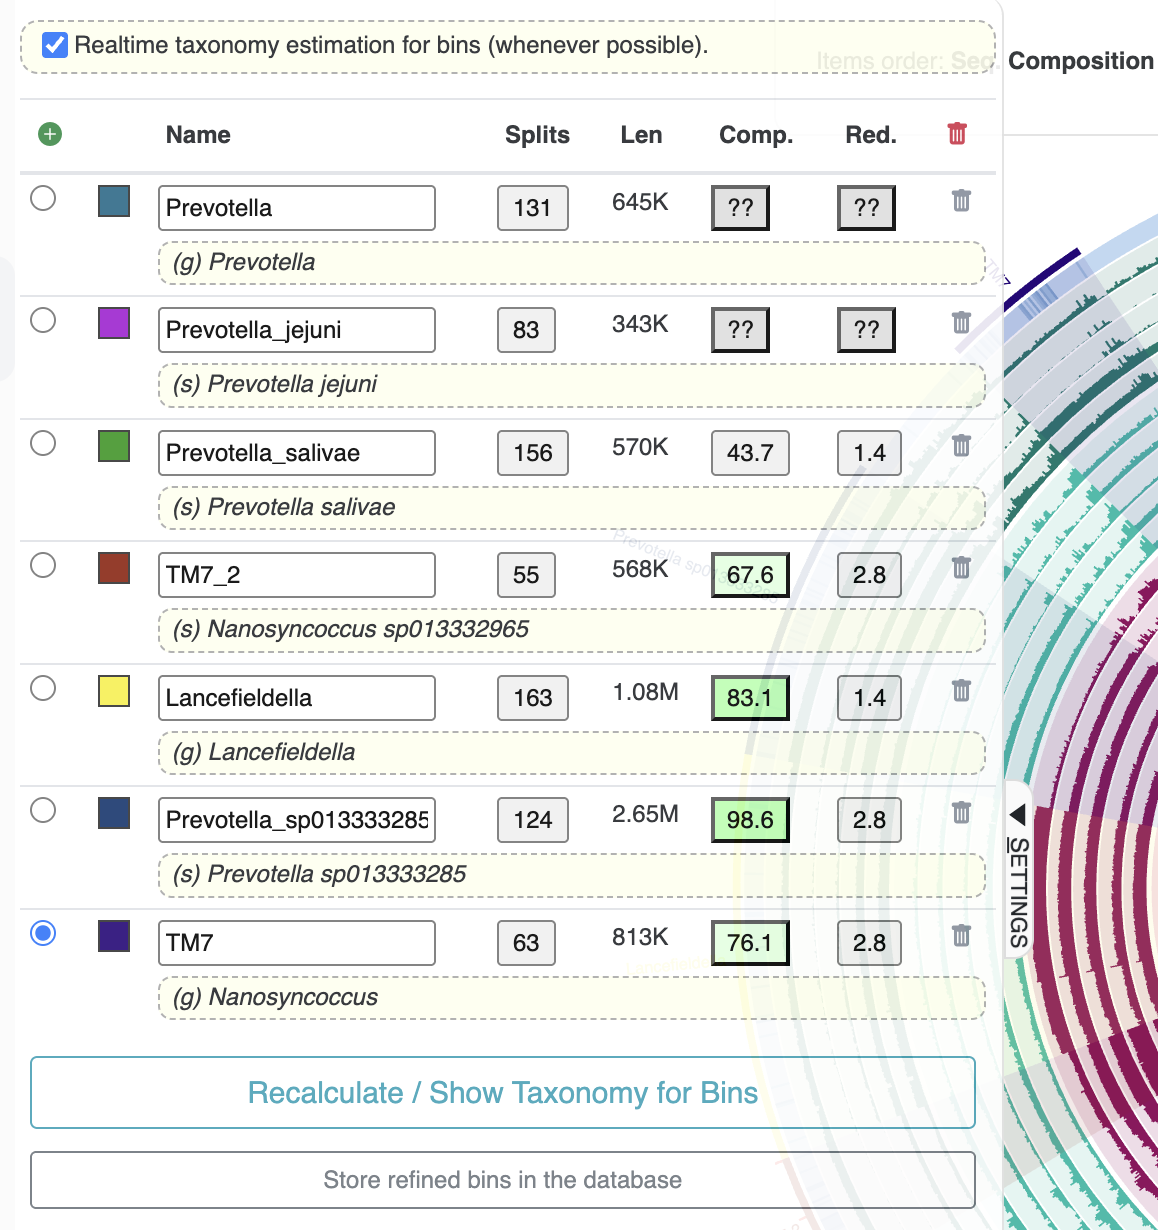 Realtime taxonomy estimation for bins (whenever possible).
Items order: Seq. Composition
Name Splits Len Comp. Red.
Prevotella 131 645K ?? ??
(g) Prevotella
Prevotella_jejuni 83 343K ?? ??
(s) Prevotella jejuni
Prevotella_salivae 156 570K 43.7 1.4
(s) Prevotella salivae
Prevotella sp013333285
TM7_2 55 568K 67.6 2.8
(s) Nanosyncoccus sp013332965
Lancefieldella 163 1.08M 83.1 1.4
(g) Lancefieldella
Prevotella_sp013333285 124 2.65M 98.6 2.8
(s) Prevotella sp013333285
TM7 63 813K 76.1 2.8
(g) Nanosyncoccus
Recalculate / Show Taxonomy for Bins
Store refined bins in the database
TM7
SETTINGS